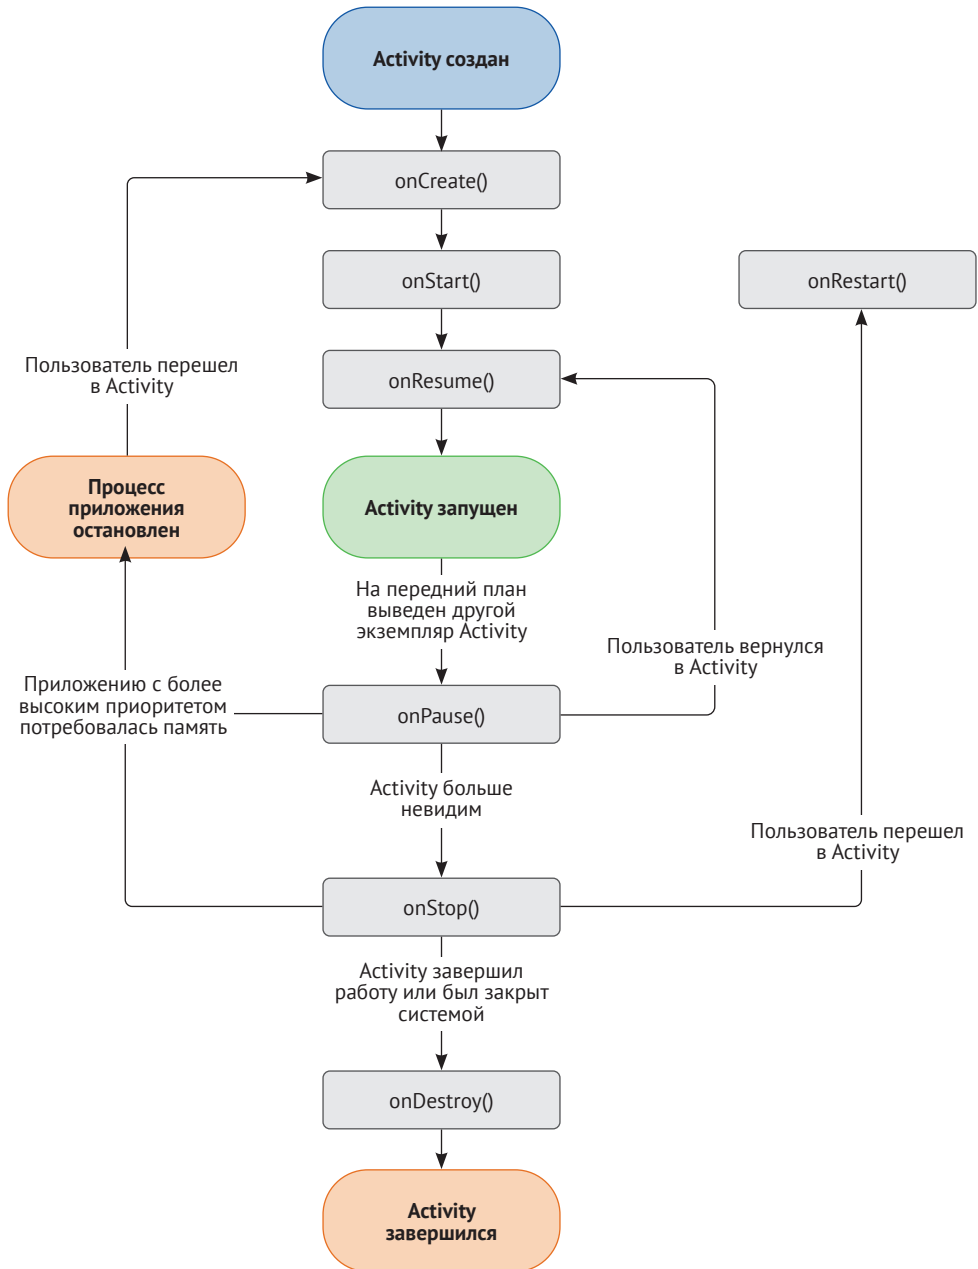 Activity создан
onCreate()
onStart()
onRestart()
Пользователь перешел
в Activity
onResume()
Процесс
приложения
остановлен
Activity запущен
На передний план
выведен другой
экземпляр Activity
Пользователь вернулся
в Activity
Приложению с более
высоким приоритетом
потребовалась память
onPause()
Activity больше
невидим
Пользователь перешел
в Activity
onStop()
Activity завершил
работу или был закрыт
системой
onDestroy()
Activity
завершился